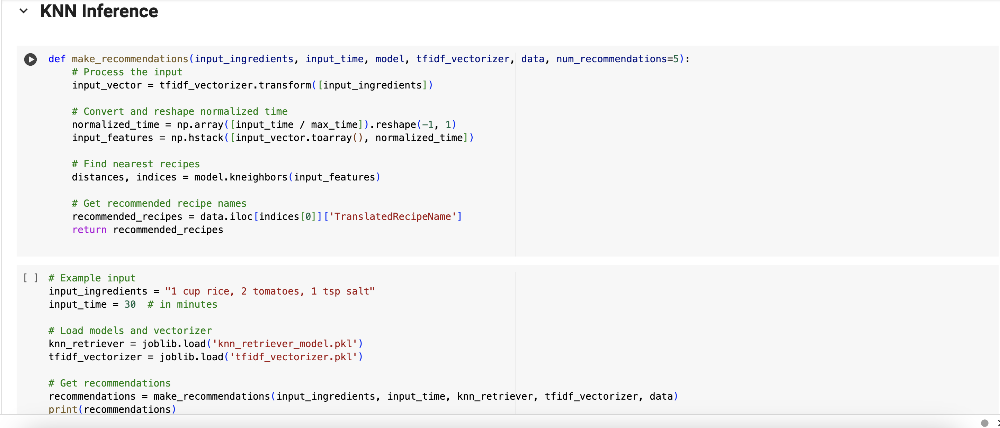 KNN Inference
def make_recommendations(input_ingredients, input_time, model, tfidf_vectorizer, data, num_recommendations=5):
    # Process the input
    input_vector = tfidf_vectorizer.transform([input_ingredients])
    # Convert and reshape normalized time
    normalized_time = np.array([input_time / max_time]).reshape(-1, 1)
    input_features = np.hstack([input_vector.toarray(), normalized_time])
    # Find nearest recipes
    distances, indices = model.kneighbors(input_features)
    # Get recommended recipe names
    recommended_recipes = data.iloc[indices[0]]['TranslatedRecipeName']
    return recommended_recipes
[ ] # Example input
input_ingredients = "1 cup rice, 2 tomatoes, 1 tsp salt"
input_time = 30  # in minutes
# Load models and vectorizer
knn_retriever = joblib.load('knn_retriever_model.pkl')
tfidf_vectorizer = joblib.load('tfidf_vectorizer.pkl')
# Get recommendations
recommendations = make_recommendations(input_ingredients, input_time, knn_retriever, tfidf_vectorizer, data)
print(recommendations)